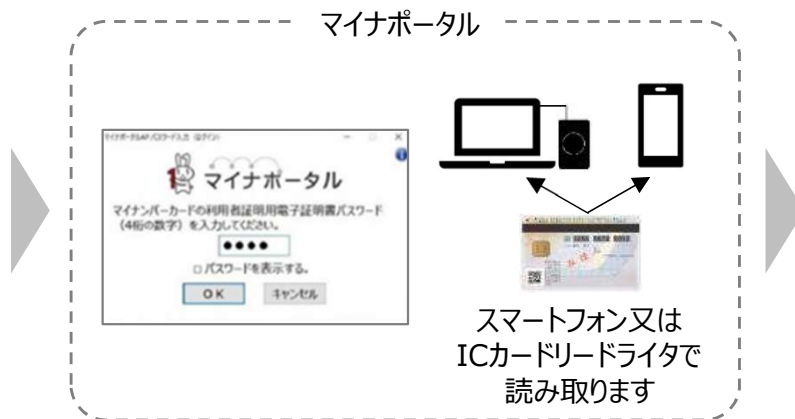 マイナポータル
マイナポータル
マイナンバーカードの利用者証明用電子証明書パスワード
(4桁の数字)を入力してください。
●●●●
□ パスワードを表示する。
OK
キャンセル
みほん
スマートフォン又は
ICカードリードライタで
読み取ります